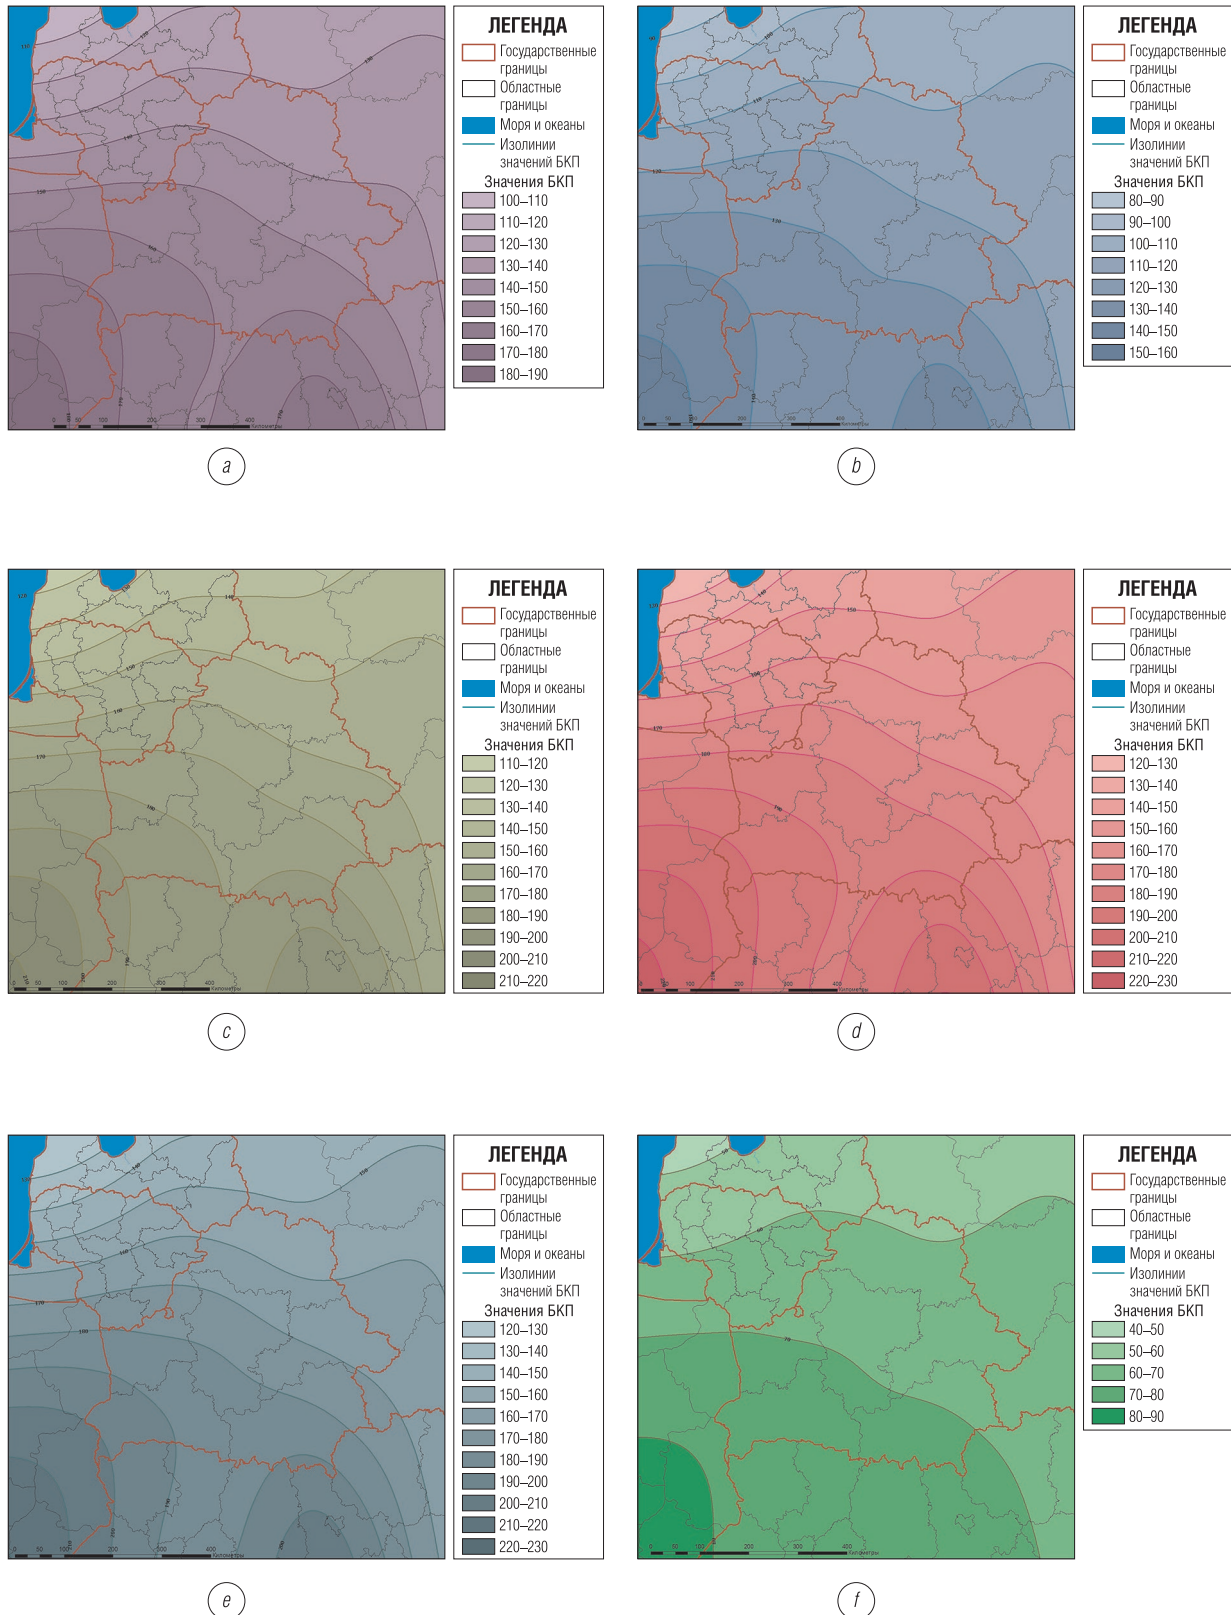 ЛЕГЕНДА
Государственные
границы
Областные
границы
Моря и океаны
Изолинии
значений БКП
Значения БКП
100–110
110–120
120–130
130–140
140–150
150–160
160–170
170–180
180–190
a
ЛЕГЕНДА
Государственные
границы
Областные
границы
Моря и океаны
Изолинии
значений БКП
Значения БКП
80–90
90–100
100–110
110–120
120–130
130–140
140–150
150–160
b
ЛЕГЕНДА
Государственные
границы
Областные
границы
Моря и океаны
Изолинии
значений БКП
Значения БКП
110–120
120–130
130–140
140–150
150–160
160–170
170–180
180–190
190–200
200–210
210–220
c
ЛЕГЕНДА
Государственные
границы
Областные
границы
Моря и океаны
Изолинии
значений БКП
Значения БКП
120–130
130–140
140–150
150–160
160–170
170–180
180–190
190–200
200–210
210–220
220–230
d
ЛЕГЕНДА
Государственные
границы
Областные
границы
Моря и океаны
Изолинии
значений БКП
Значения БКП
120–130
130–140
140–150
150–160
160–170
170–180
180–190
190–200
200–210
210–220
220–230
e
ЛЕГЕНДА
Государственные
границы
Областные
границы
Моря и океаны
Изолинии
значений БКП
Значения БКП
40–50
50–60
60–70
70–80
80–90
f